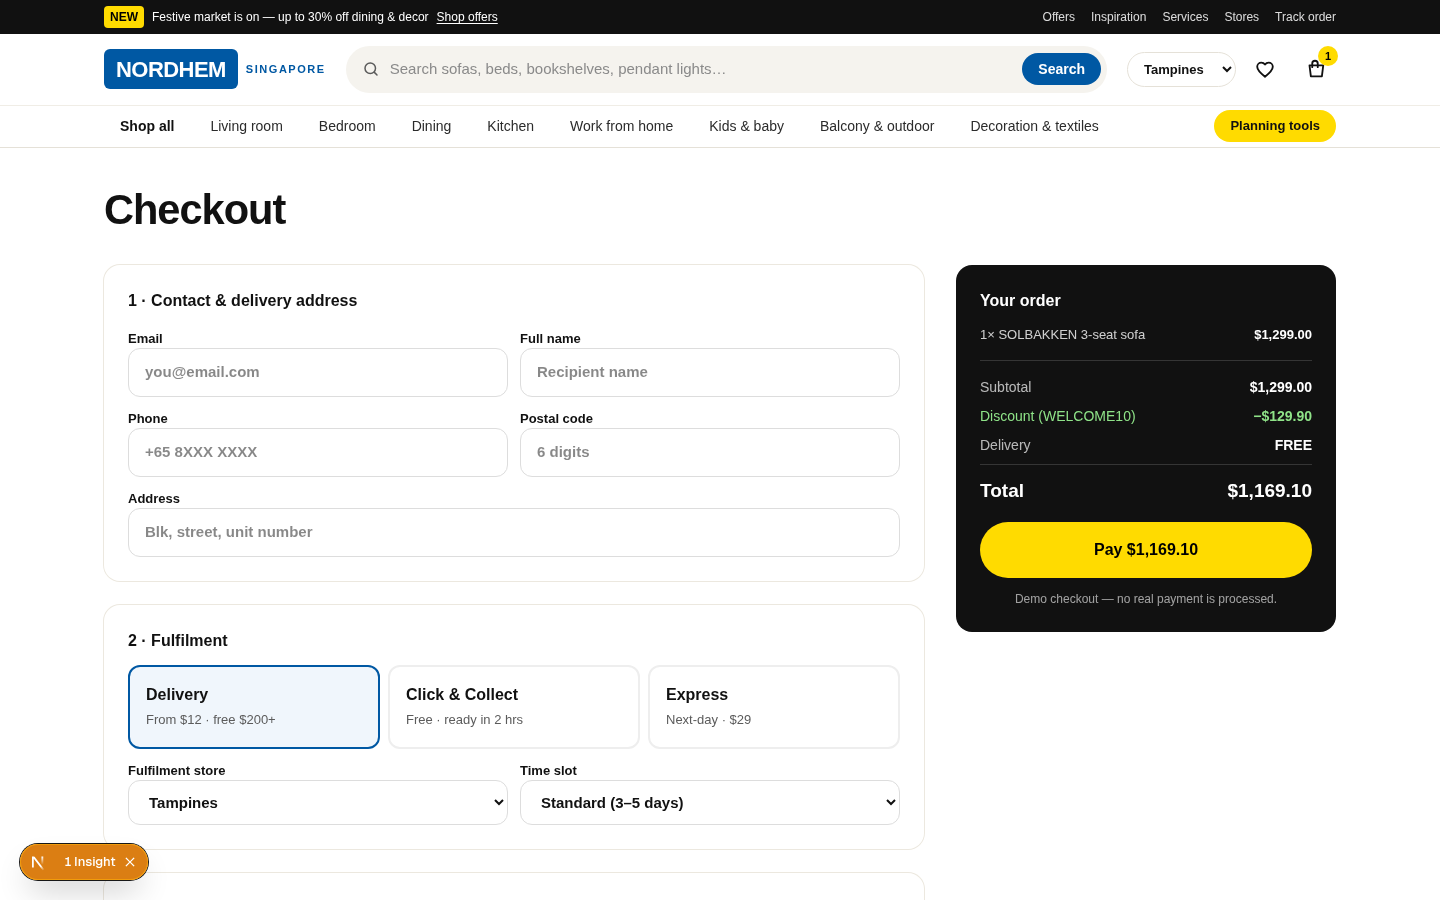 NEW Festive market is on — up to 30% off dining & decor Shop offers Offers Inspiration Services Stores Track order
NORDHEM SINGAPORE Search sofas, beds, bookshelves, pendant lights… Search Tampines 1
Shop all Living room Bedroom Dining Kitchen Work from home Kids & baby Balcony & outdoor Decoration & textiles Planning tools
Checkout
1 · Contact & delivery address
Email Full name
you@email.com Recipient name
Phone Postal code
+65 8XXX XXXX 6 digits
Address
Blk, street, unit number
2 · Fulfilment
Delivery Click & Collect Express
From $12 · free $200+ Free · ready in 2 hrs Next-day · $29
Fulfilment store Time slot
Tampines Standard (3–5 days)
Your order
1× SOLBAKKEN 3-seat sofa $1,299.00
Subtotal $1,299.00
Discount (WELCOME10) −$129.90
Delivery FREE
Total $1,169.10
Pay $1,169.10
Demo checkout — no real payment is processed.
N 1 Insight